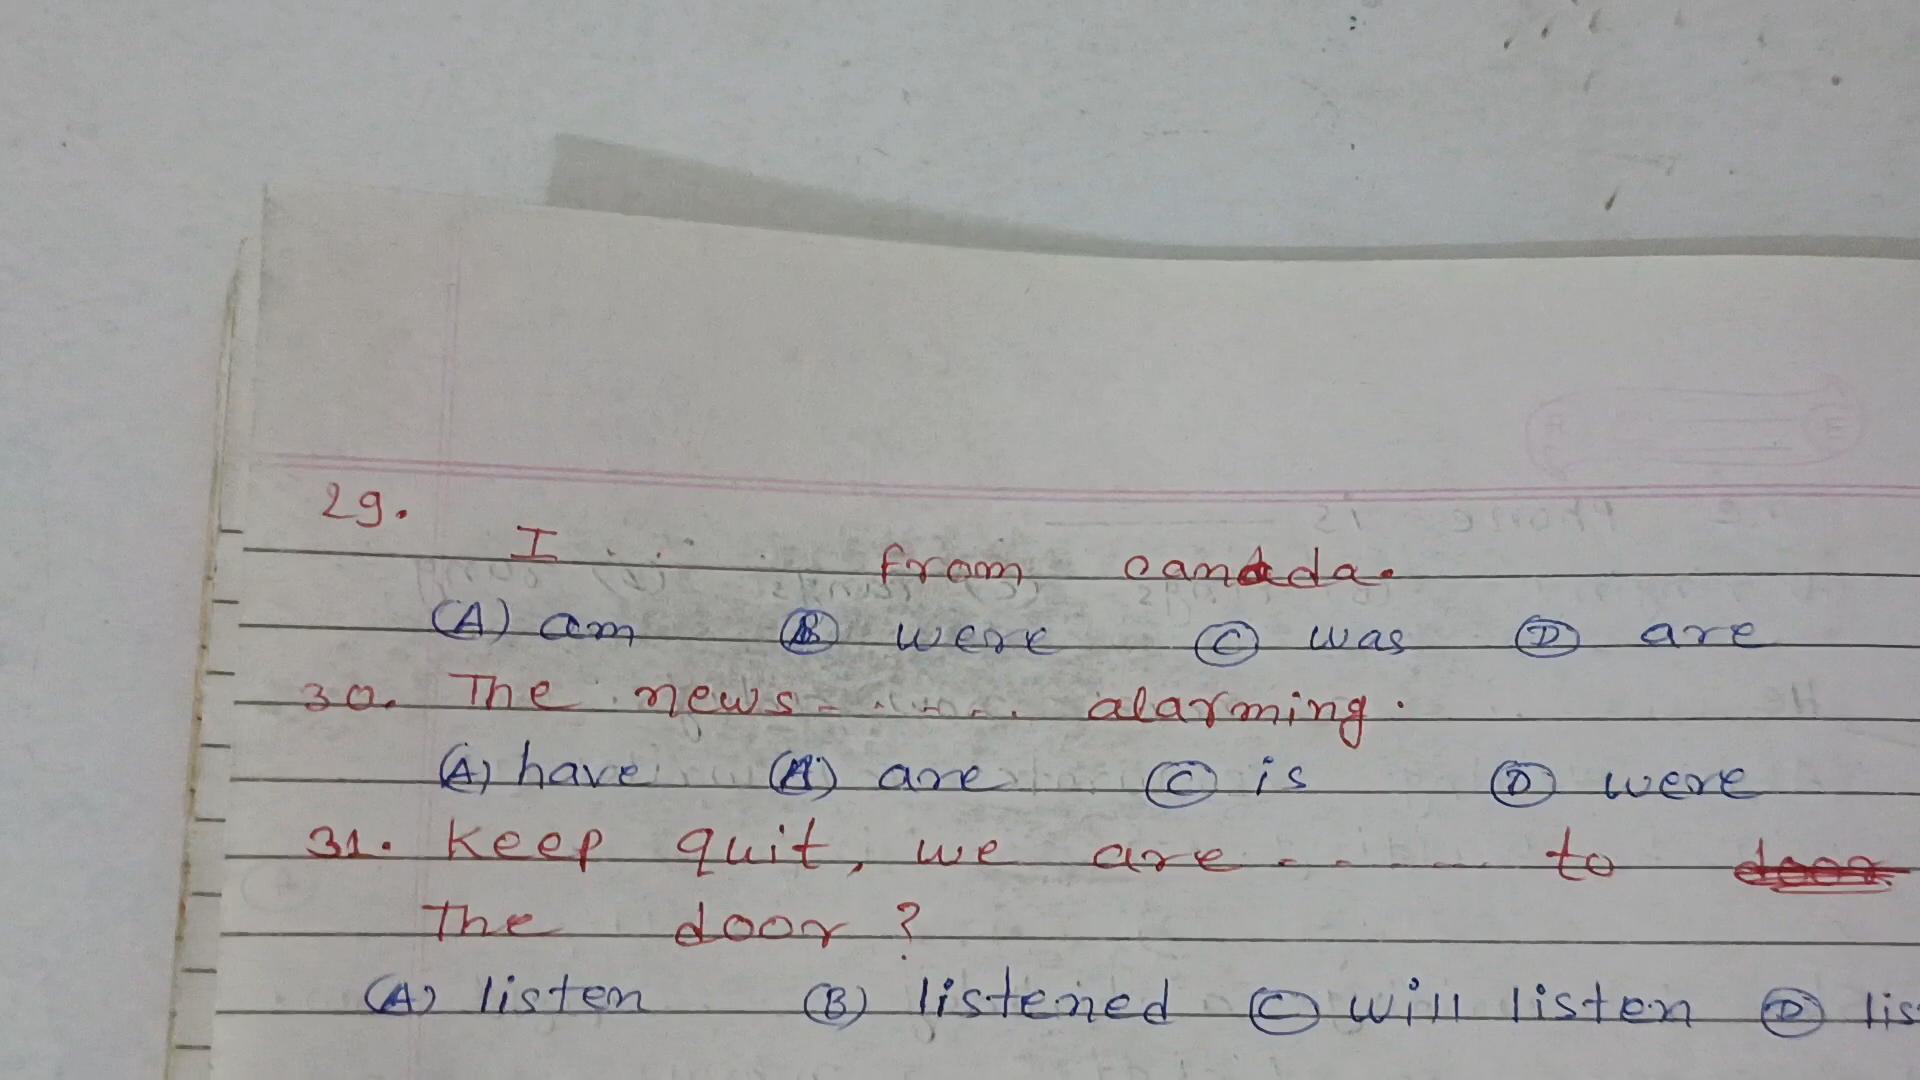 29.
I ...... from canada.
(A) am (B) were (C) was (D) are
30. The news ....... alarming.
(A) have (A) are (C) is (D) were
31. Keep quit, we are ...... to
The door ?
(A) listen (B) listened (C) will listen (D)